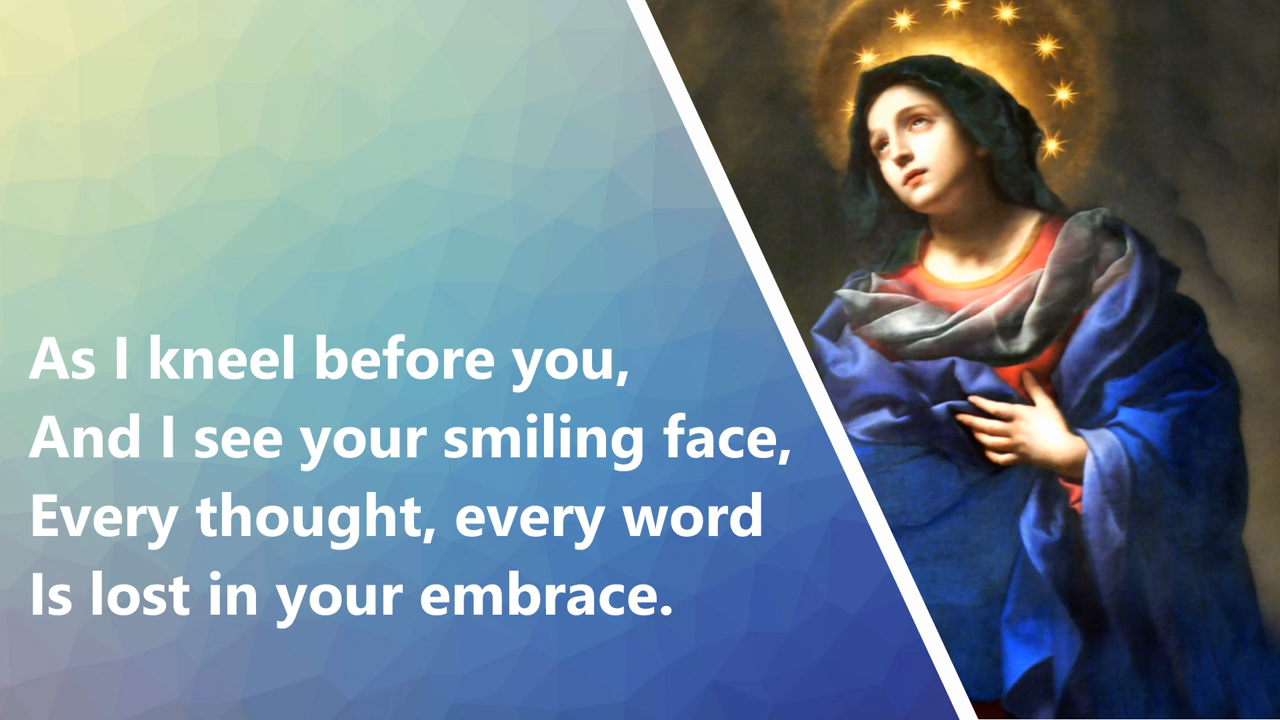 As I kneel before you,
And I see your smiling face,
Every thought, every word
Is lost in your embrace.